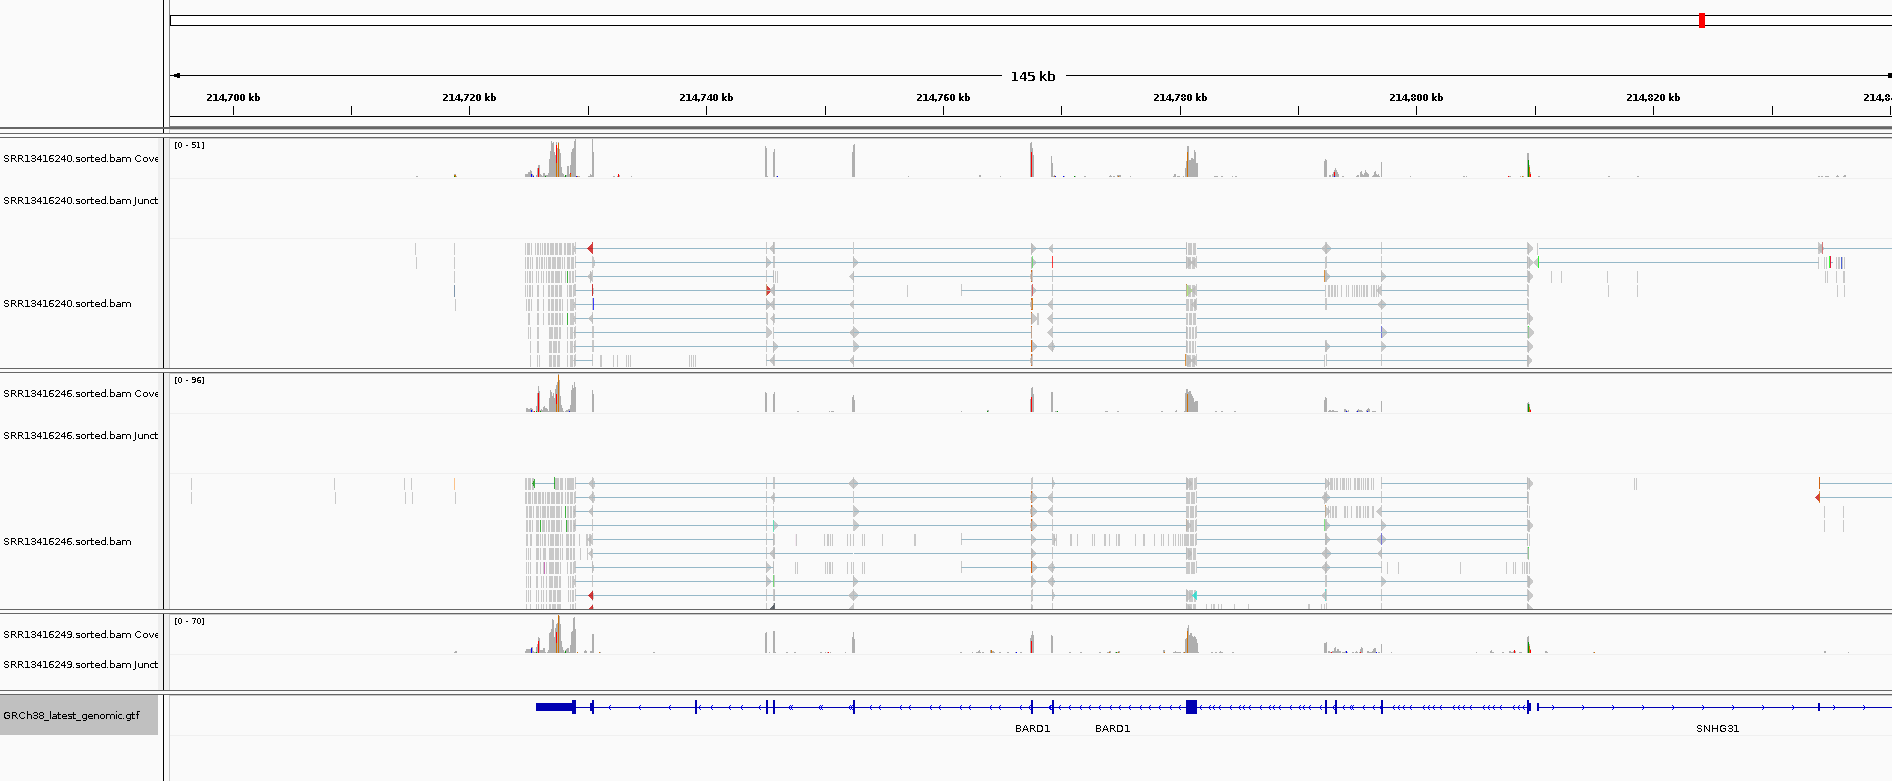 145 kb
214,700 kb 214,720 kb 214,740 kb 214,760 kb 214,780 kb 214,800 kb 214,820 kb 214,8
[0 - 51]
SRR13416240.sorted.bam Cove
SRR13416240.sorted.bam Junct
SRR13416240.sorted.bam
[0 - 96]
SRR13416246.sorted.bam Cove
SRR13416246.sorted.bam Junct
SRR13416246.sorted.bam
[0 - 70]
SRR13416249.sorted.bam Cove
SRR13416249.sorted.bam Junct
GRCh38_latest_genomic.gtf
BARD1 BARD1 SNHG31